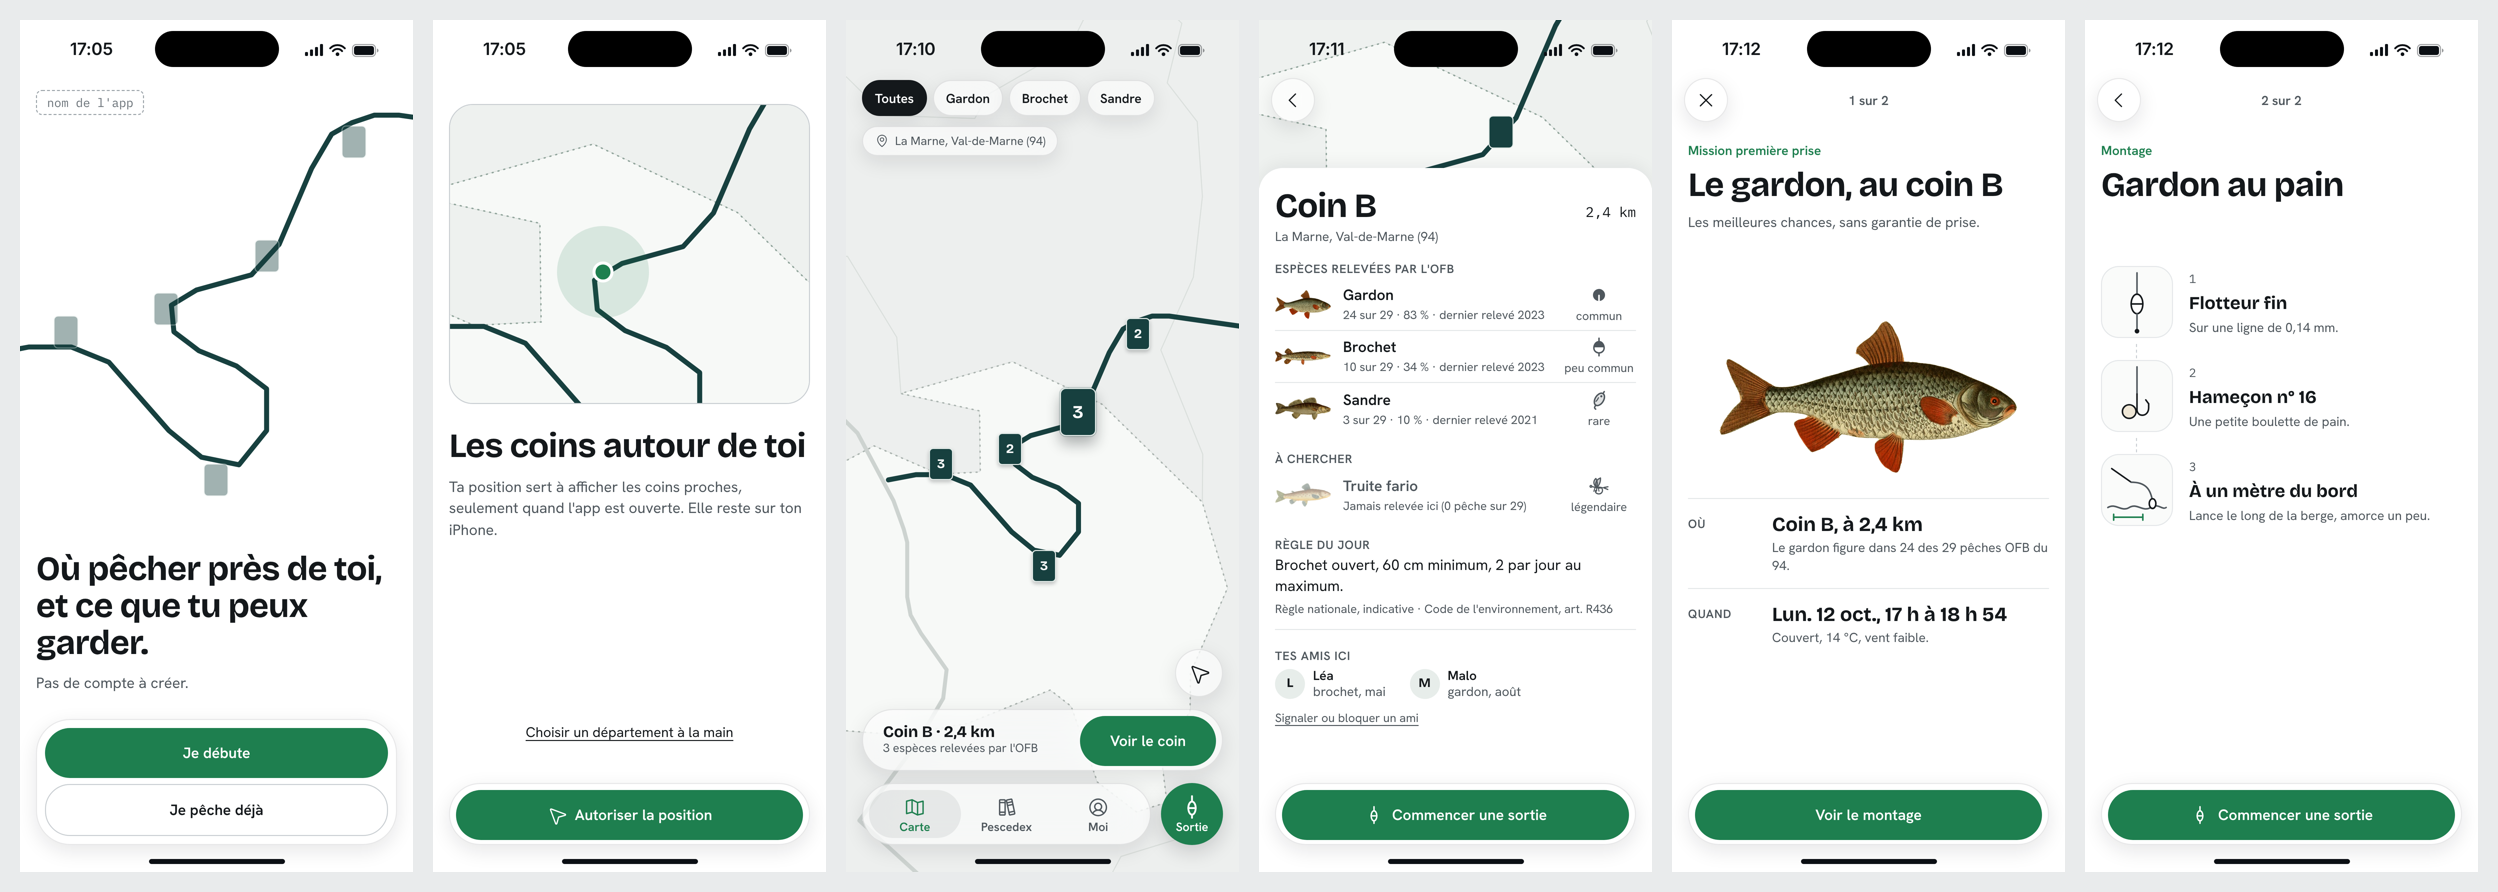 17:05
nom de l'app
Où pêcher près de toi,
et ce que tu peux
garder.
Pas de compte à créer.
Je débute
Je pêche déjà
17:05
Les coins autour de toi
Ta position sert à afficher les coins proches,
seulement quand l'app est ouverte. Elle reste sur ton
iPhone.
Choisir un département à la main
Autoriser la position
17:10
Toutes
Gardon
Brochet
Sandre
La Marne, Val-de-Marne (94)
2
3
2
3
3
Coin B · 2,4 km
3 espèces relevées par l'OFB
Voir le coin
Carte
Pescedex
Moi
Sortie
17:11
Coin B
2,4 km
La Marne, Val-de-Marne (94)
ESPÈCES RELEVÉES PAR L'OFB
Gardon
24 sur 29 · 83 % · dernier relevé 2023
commun
Brochet
10 sur 29 · 34 % · dernier relevé 2023
peu commun
Sandre
3 sur 29 · 10 % · dernier relevé 2021
rare
À CHERCHER
Truite fario
Jamais relevée ici (0 pêche sur 29)
légendaire
RÈGLE DU JOUR
Brochet ouvert, 60 cm minimum, 2 par jour au
maximum.
Règle nationale, indicative · Code de l'environnement, art. R436
TES AMIS ICI
L
Léa
brochet, mai
M
Malo
gardon, août
Signaler ou bloquer un ami
Commencer une sortie
17:12
1 sur 2
Mission première prise
Le gardon, au coin B
Les meilleures chances, sans garantie de prise.
OÙ
Coin B, à 2,4 km
Le gardon figure dans 24 des 29 pêches OFB du
94.
QUAND
Lun. 12 oct., 17 h à 18 h 54
Couvert, 14 °C, vent faible.
Voir le montage
17:12
2 sur 2
Montage
Gardon au pain
1
Flotteur fin
Sur une ligne de 0,14 mm.
2
Hameçon n° 16
Une petite boulette de pain.
3
À un mètre du bord
Lance le long de la berge, amorce un peu.
Commencer une sortie